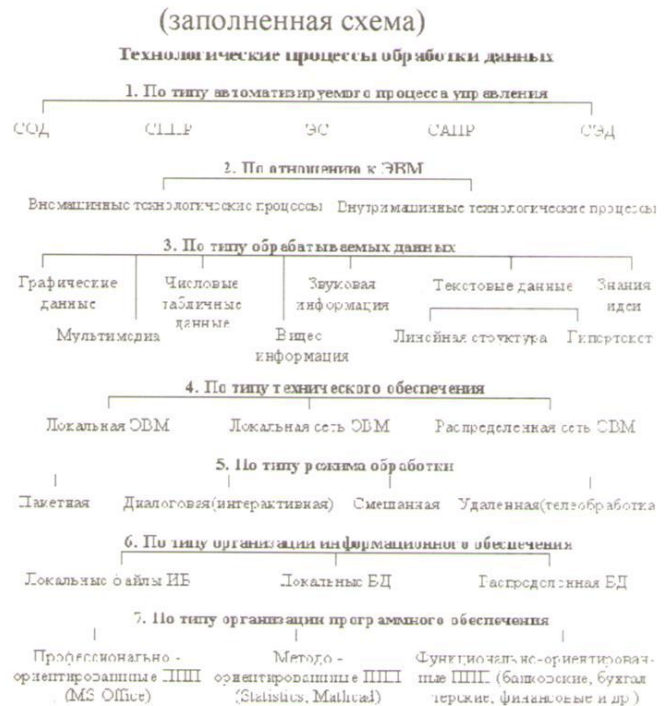 (заполненная схема)
Технологические процессы обработки данных
1. По типу автоматизируемого процесса управления
СОД СППР ЭС САПР СЭД
2. По отношению к ЭВМ
Внемашинные технологические процессы Внутримашинные технологические процессы
3. По типу обрабатываемых данных
Графические Числовые Звуковая Текстовые данные Знания
данные табличные информация идеи
данные
Мультимедиа Видео Линейная структура Гипертекст
информация
4. По типу технического обеспечения
Локальная ЭВМ Локальная сеть ЭВМ Распределенная сеть ЭВМ
5. По типу режима обработки
Пакетная Диалоговая(интерактивная) Смешанная Удаленная(телеобработка
6. По типу организации информационного обеспечения
Локальные файлы ИБ Локальные БД Распределенная БД
7. По типу организации программного обеспечения
Профессионально - Методо - Функционально-ориентирован-
ориентированные ППП ориентированные ППП ные ППП (банковские, бухгал
(MS Office) (Statistics, Mathcad) терские, финансовые и др )